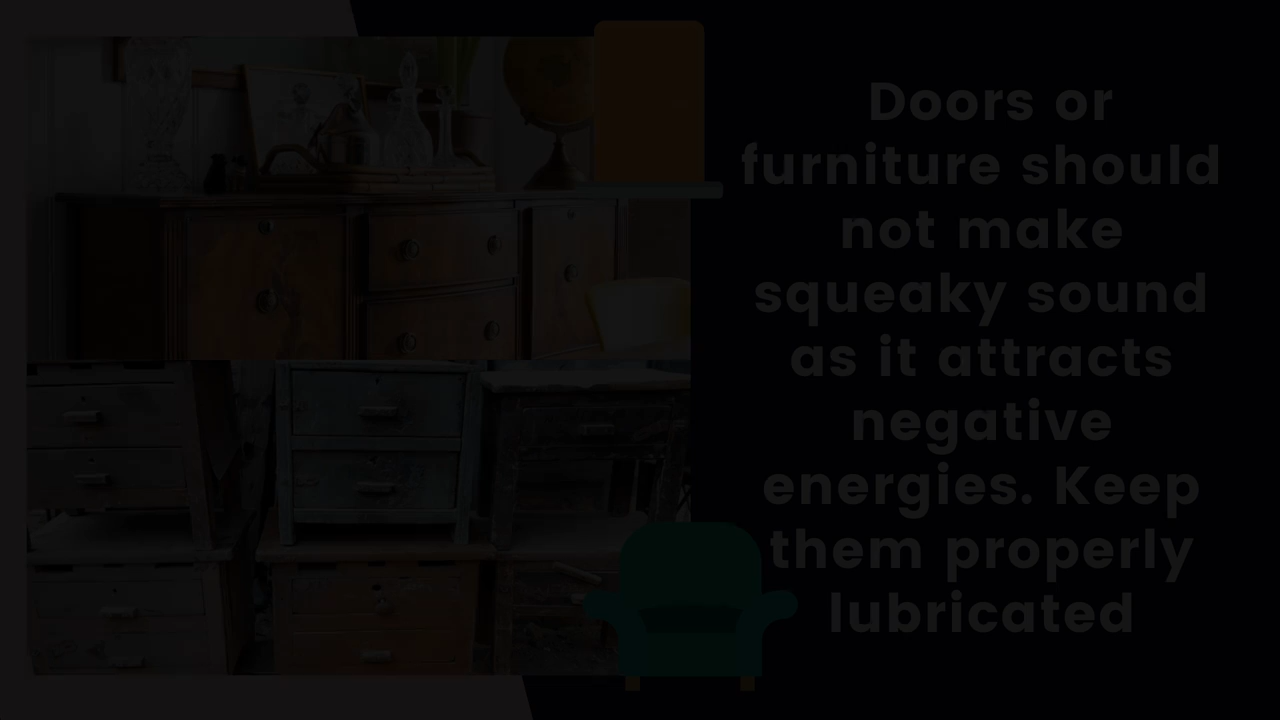 Doors or
furniture should
not make
squeaky sound
as it attracts
negative
energies. Keep
them properly
lubricated